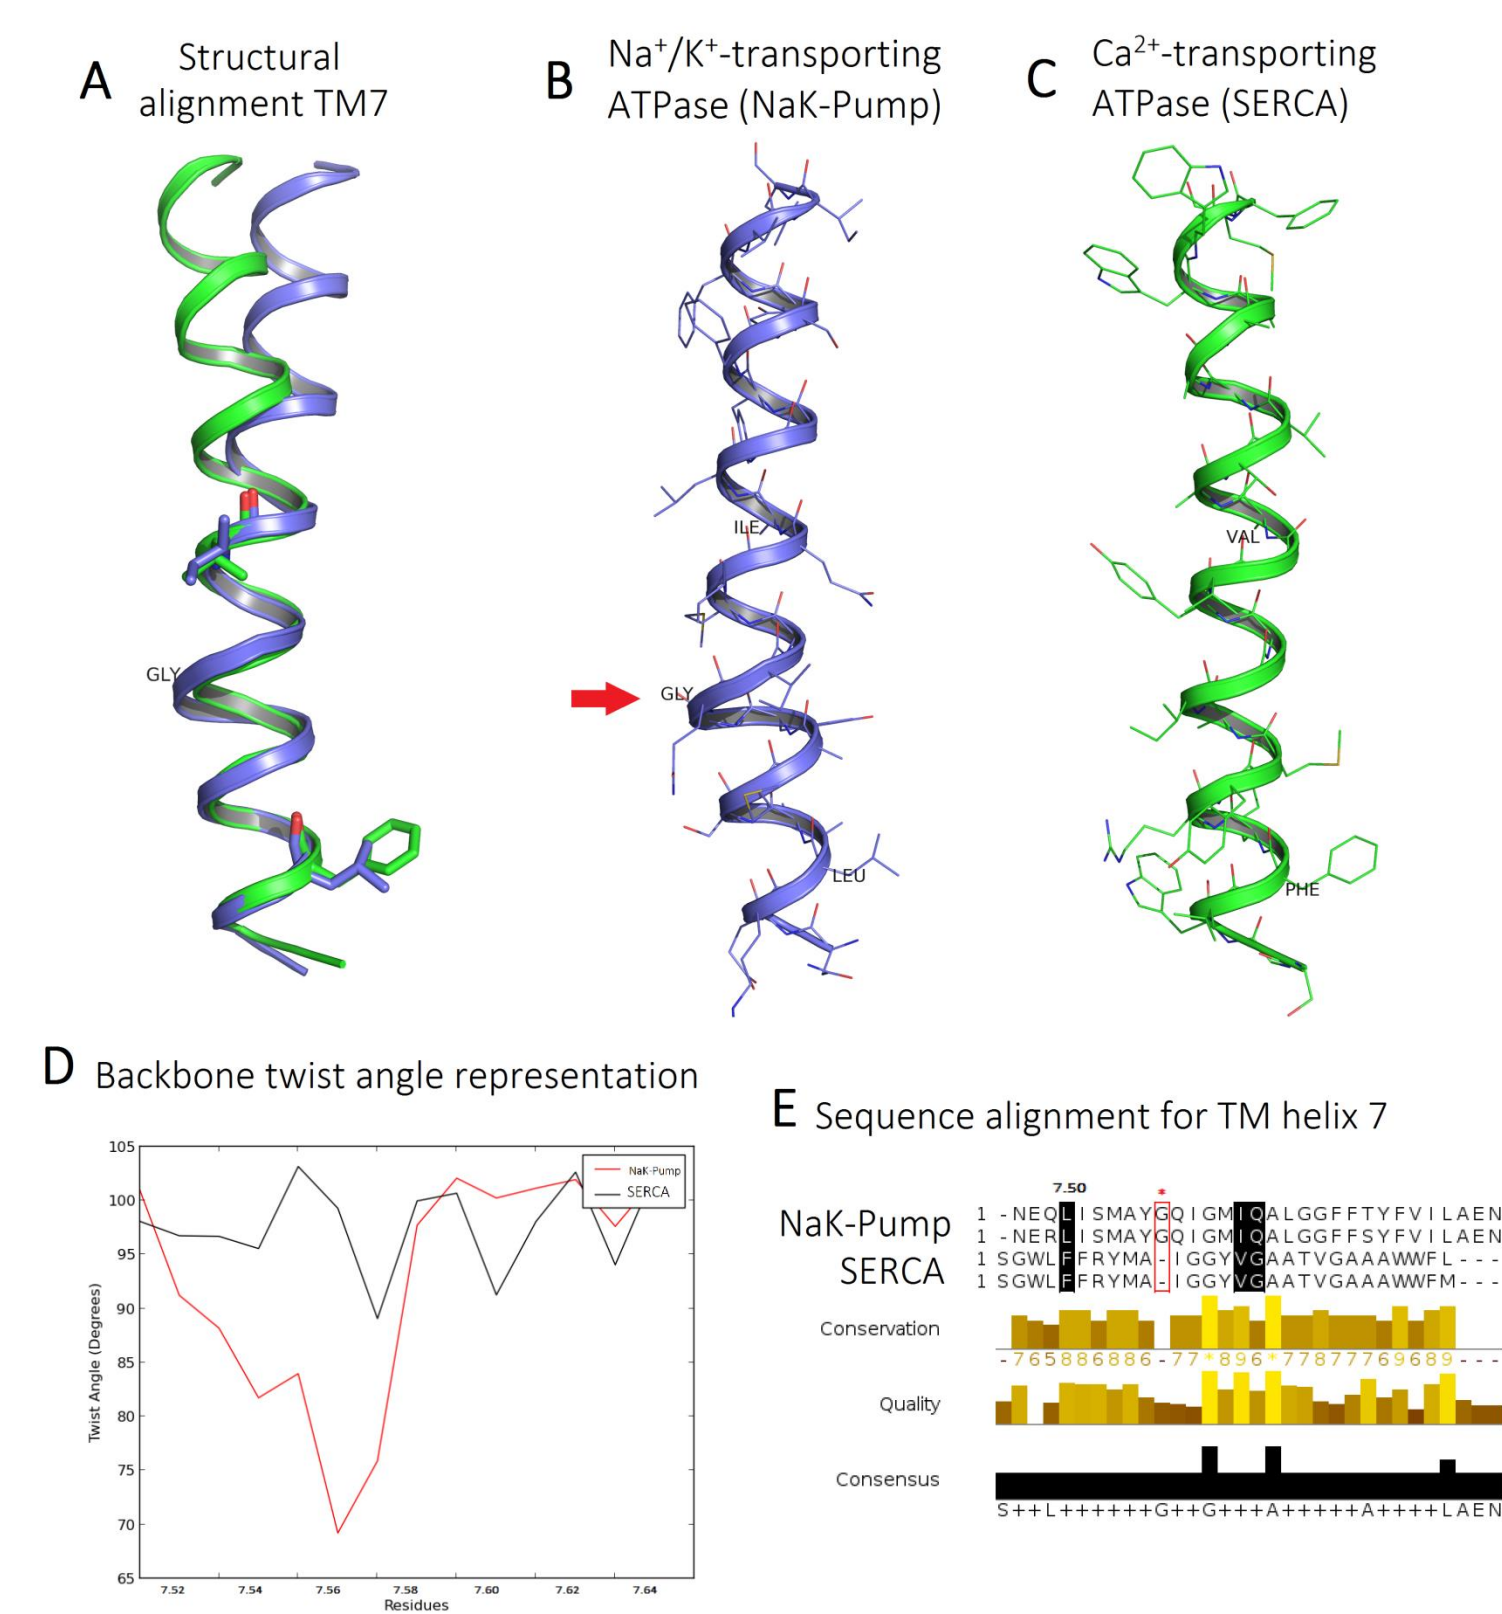 A Structural
alignment TM7
B Na⁺/K⁺-transporting
ATPase (NaK-Pump)
C Ca²⁺-transporting
ATPase (SERCA)
GLY
ILE
GLY
LEU
VAL
PHE
D Backbone twist angle representation
105
100
95
90
85
80
75
70
65
Twist Angle (Degrees)
NaK-Pump
SERCA
7.52 7.54 7.56 7.58 7.60 7.62 7.64
Residues
E Sequence alignment for TM helix 7
7.50 *
NaK-Pump
SERCA
1 -NEQLISMAYGQIGMIQALGGFFTYFVILAEN
1 -NERLISMAYGQIGMIQALGGFFSYFVILAEN
1 SGWLFFRYMA-IGGYVGAATVGAAAWWFL---
1 SGWLFFRYMA-IGGYVGAATVGAAAWWFM---
Conservation
-765886886-77*896*77877769689---
Quality
Consensus
S++L++++++G++G+++A+++++A++++LAEN